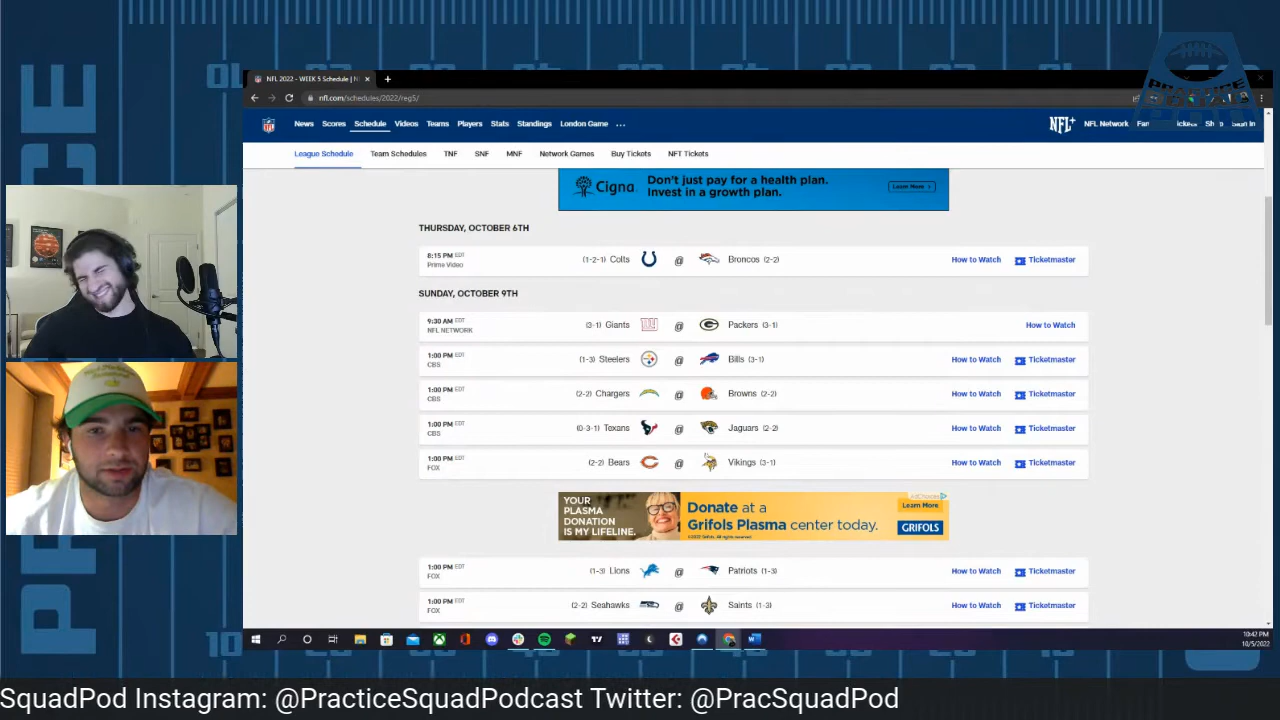 NFL 2022 - WEEK 5 Schedule | N
nfl.com/schedules/2022/reg5/
News Scores Schedule Videos Teams Players Stats Standings London Game ... NFL+ NFL Network
League Schedule Team Schedules TNF SNF MNF Network Games Buy Tickets NFT Tickets
Cigna. Don't just pay for a health plan. Learn More >
Invest in a growth plan.
THURSDAY, OCTOBER 6TH
8:15 PM EDT
Prime Video
(1-2-1) Colts @ Broncos (2-2) How to Watch Ticketmaster
SUNDAY, OCTOBER 9TH
9:30 AM EDT
NFL NETWORK
(3-1) Giants @ Packers (3-1) How to Watch
1:00 PM EDT
CBS
(1-3) Steelers @ Bills (3-1) How to Watch Ticketmaster
1:00 PM EDT
CBS
(2-2) Chargers @ Browns (2-2) How to Watch Ticketmaster
1:00 PM EDT
CBS
(0-3-1) Texans @ Jaguars (2-2) How to Watch Ticketmaster
1:00 PM EDT
FOX
(2-2) Bears @ Vikings (3-1) How to Watch Ticketmaster
YOUR
PLASMA
DONATION
IS MY LIFELINE.
Donate at a
Grifols Plasma center today.
AdChoices
Learn More
GRIFOLS
1:00 PM EDT
FOX
(1-3) Lions @ Patriots (1-3) How to Watch Ticketmaster
1:00 PM EDT
FOX
(2-2) Seahawks @ Saints (1-3) How to Watch Ticketmaster
10:42 PM
10/5/2022
SquadPod Instagram: @PracticeSquadPodcast Twitter: @PracSquadPod